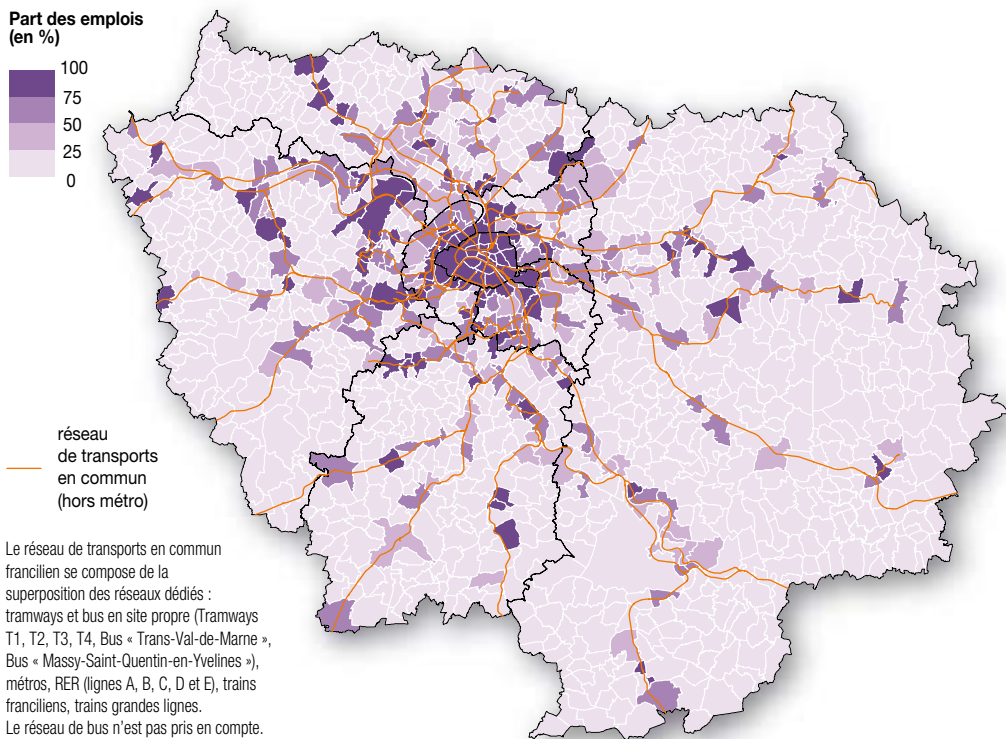 Part des emplois
(en %)
100
75
50
25
0
réseau
de transports
en commun
(hors métro)
Le réseau de transports en commun
francilien se compose de la
superposition des réseaux dédiés :
tramways et bus en site propre (Tramways
T1, T2, T3, T4, Bus « Trans-Val-de-Marne »,
Bus « Massy-Saint-Quentin-en-Yvelines »),
métros, RER (lignes A, B, C, D et E), trains
franciliens, trains grandes lignes.
Le réseau de bus n'est pas pris en compte.